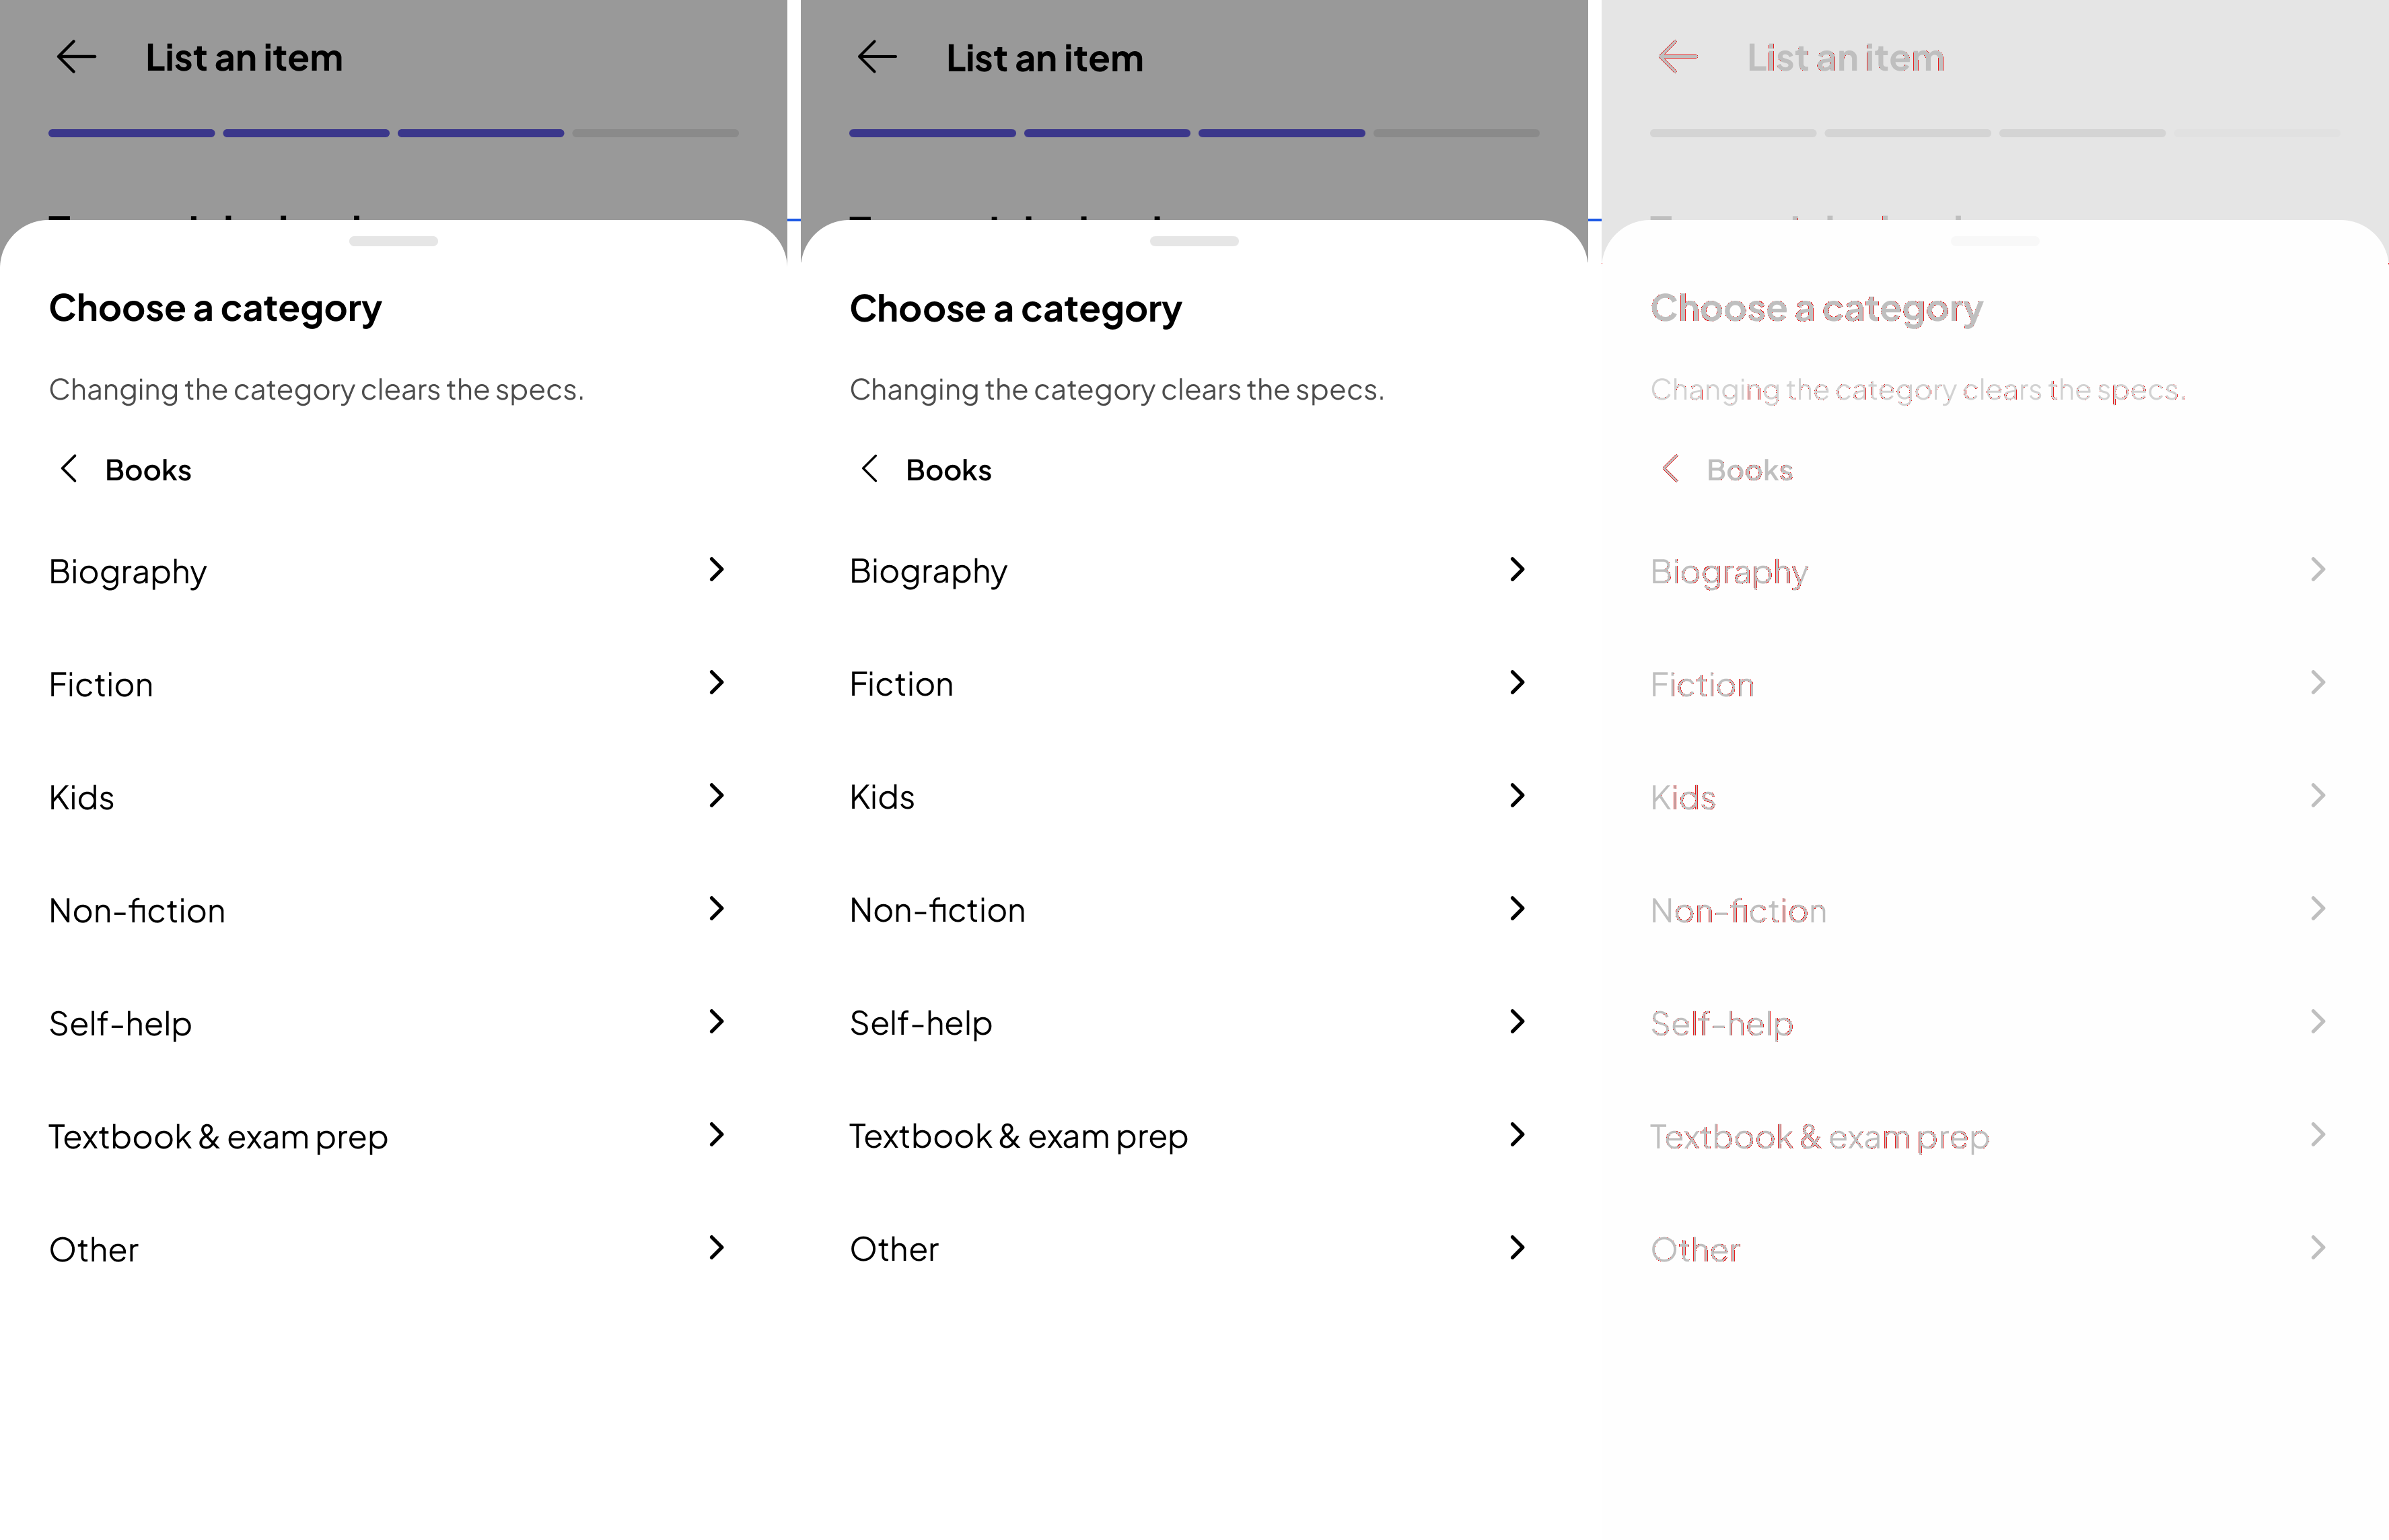 List an item
Choose a category
Changing the category clears the specs.
Books
Biography
Fiction
Kids
Non-fiction
Self-help
Textbook & exam prep
Other
List an item
Choose a category
Changing the category clears the specs.
Books
Biography
Fiction
Kids
Non-fiction
Self-help
Textbook & exam prep
Other
List an item
Choose a category
Changing the category clears the specs.
Books
Biography
Fiction
Kids
Non-fiction
Self-help
Textbook & exam prep
Other